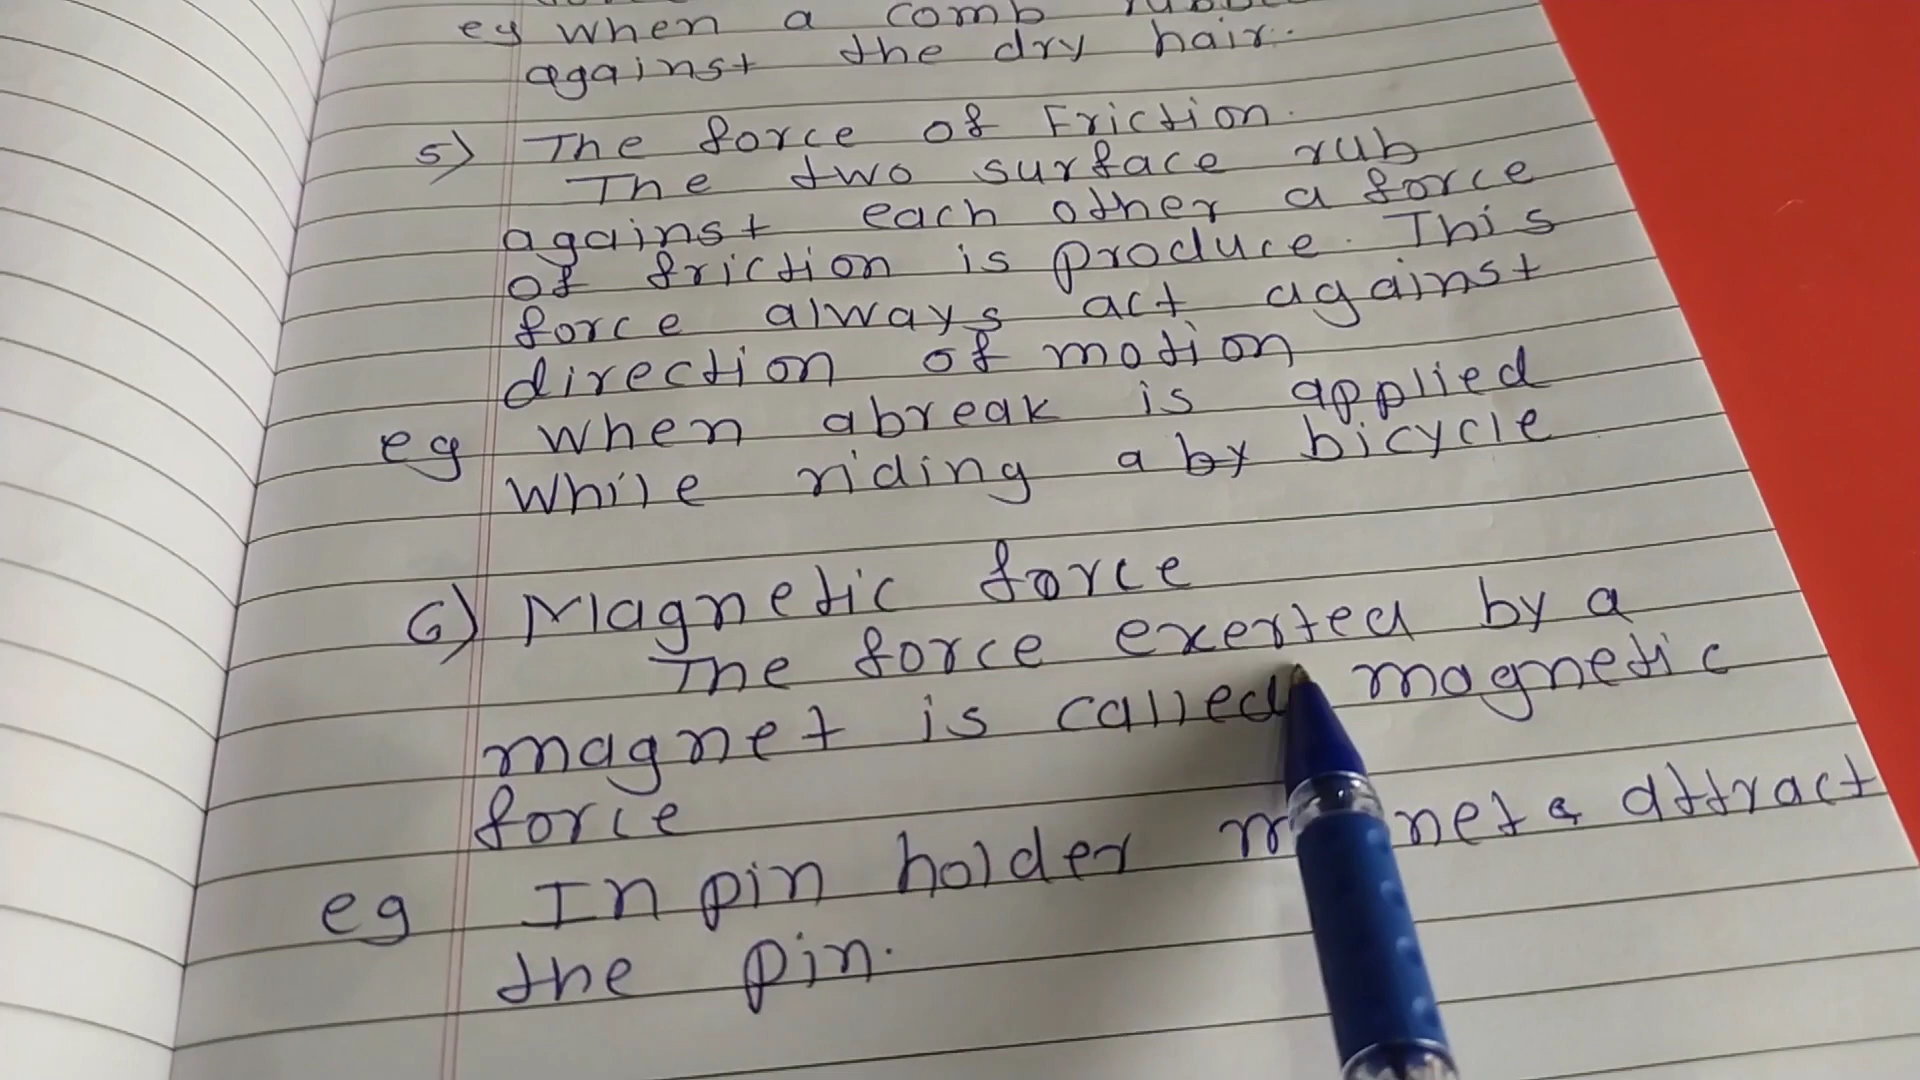 eg when a comb
against the dry hair.
5) The force of Friction.
The two surface rub
against each other a force
of friction is produce. This
force always act against
direction of motion
eg when abreak is applied
while riding a by bicycle
6) Magnetic force
The force exerted by a
magnet is called magnetic
force
eg In pin holder attract
the pin.